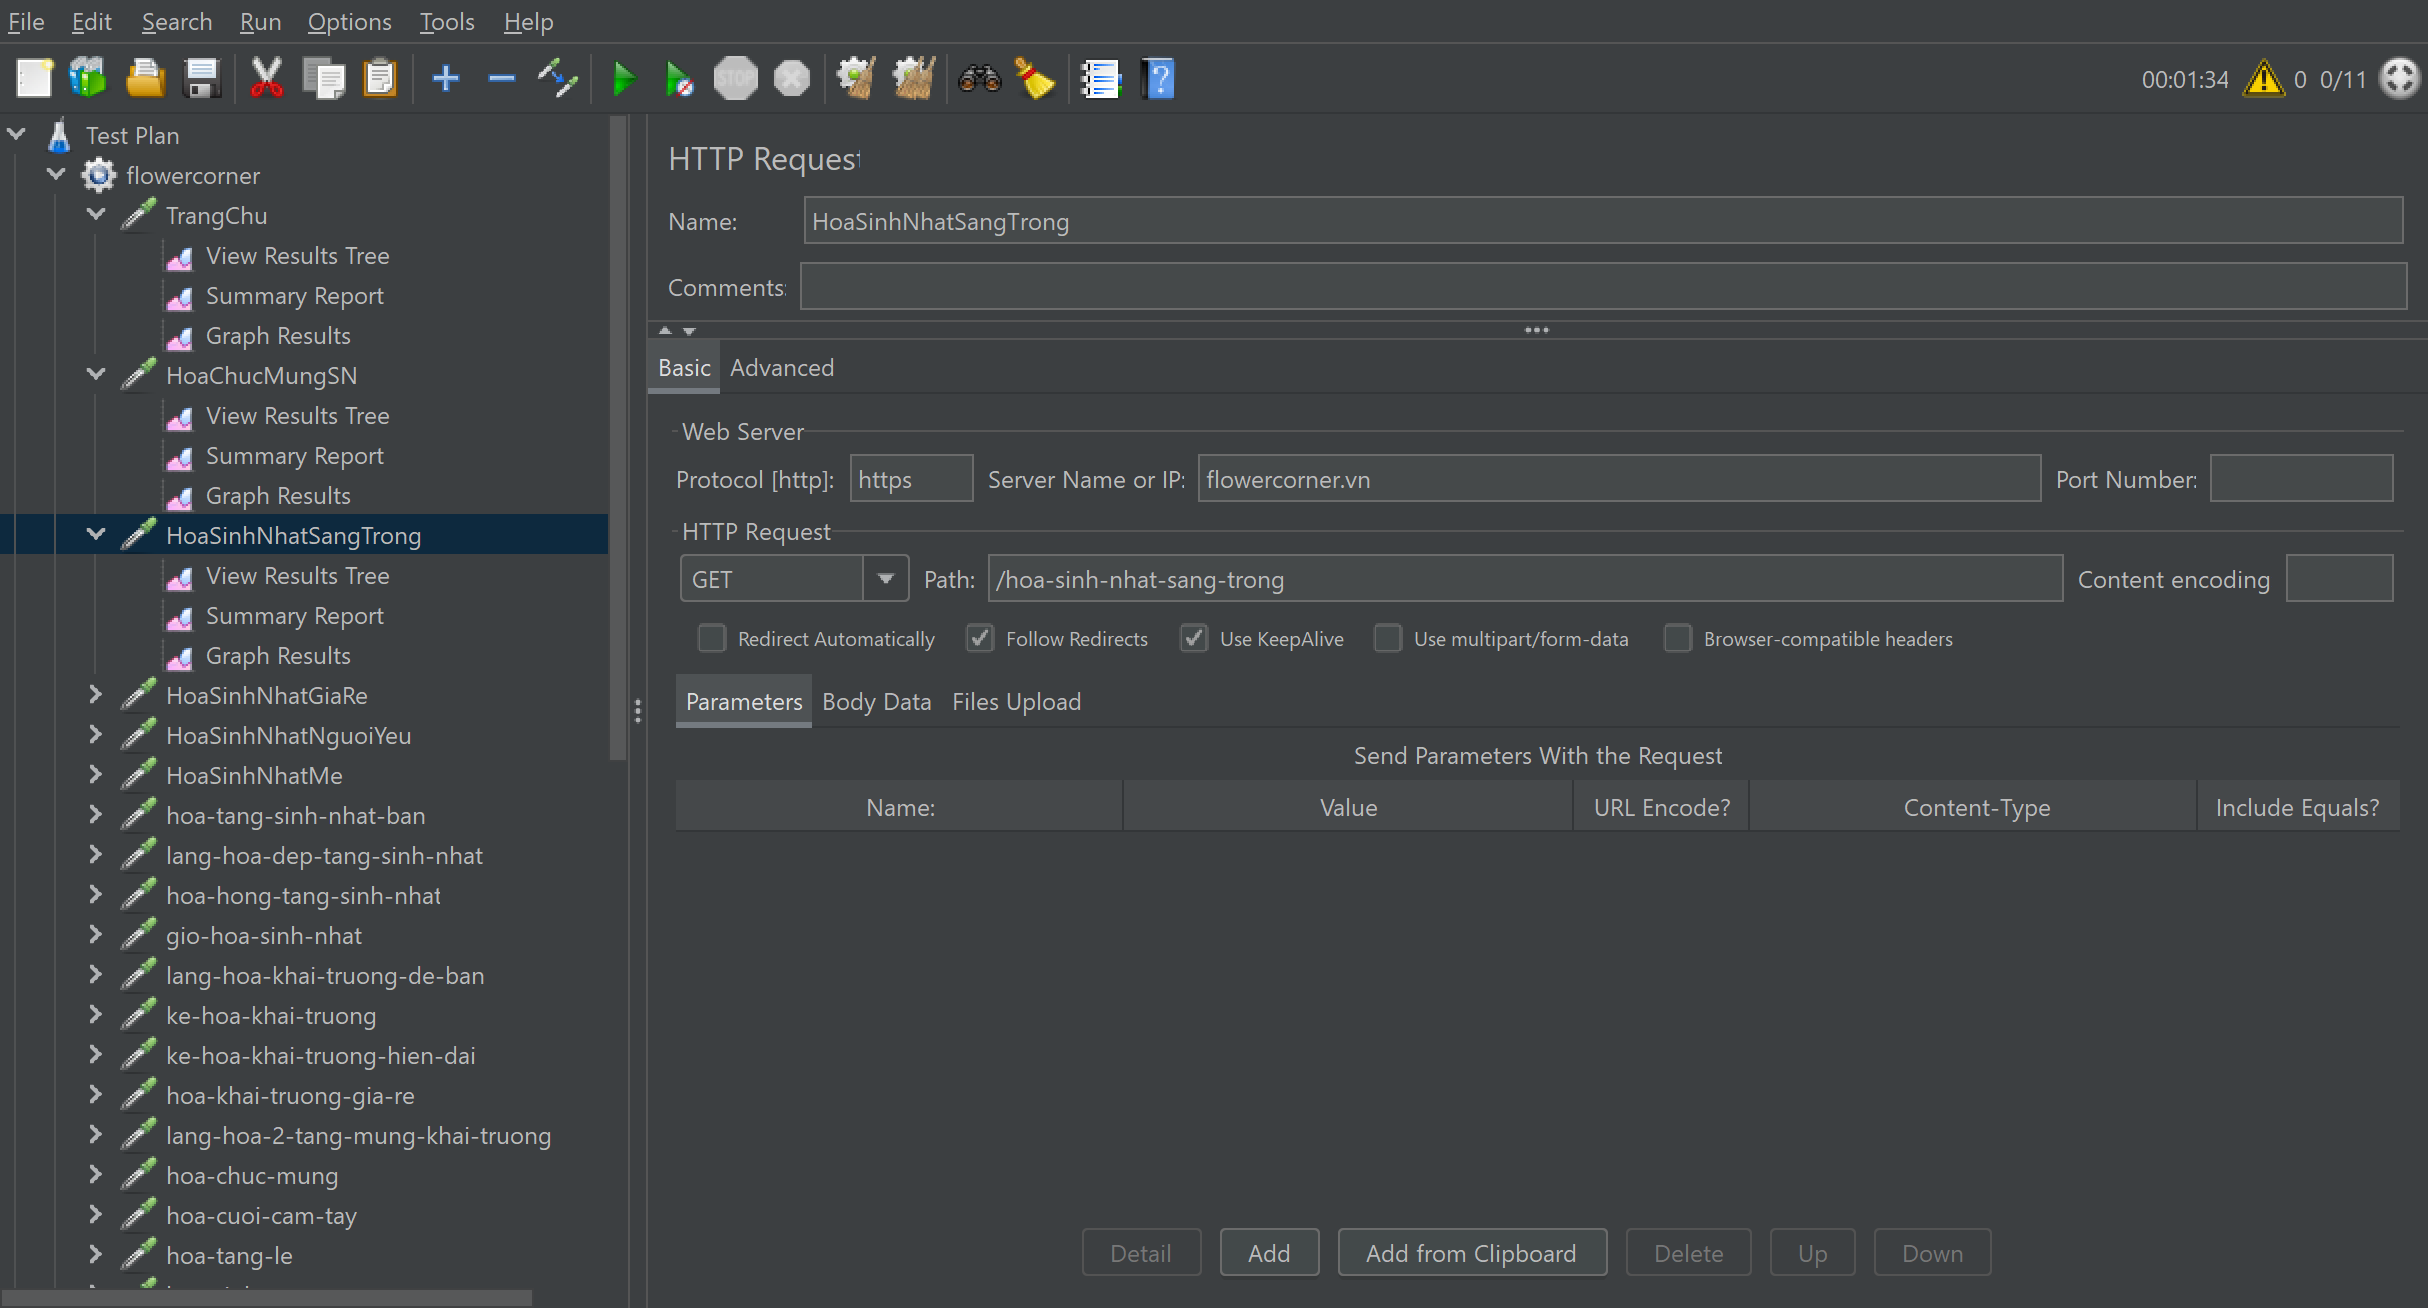 File Edit Search Run Options Tools Help
STOP ? 00:01:34 0 0/11
Test Plan
flowercorner
TrangChu
View Results Tree
Summary Report
Graph Results
HoaChucMungSN
View Results Tree
Summary Report
Graph Results
HoaSinhNhatSangTrong
View Results Tree
Summary Report
Graph Results
HoaSinhNhatGiaRe
HoaSinhNhatNguoiYeu
HoaSinhNhatMe
hoa-tang-sinh-nhat-ban
lang-hoa-dep-tang-sinh-nhat
hoa-hong-tang-sinh-nhat
gio-hoa-sinh-nhat
lang-hoa-khai-truong-de-ban
ke-hoa-khai-truong
ke-hoa-khai-truong-hien-dai
hoa-khai-truong-gia-re
lang-hoa-2-tang-mung-khai-truong
hoa-chuc-mung
hoa-cuoi-cam-tay
hoa-tang-le
HTTP Request
Name: HoaSinhNhatSangTrong
Comments:
Basic Advanced
Web Server
Protocol [http]: https Server Name or IP: flowercorner.vn Port Number:
HTTP Request
GET Path: /hoa-sinh-nhat-sang-trong Content encoding
Redirect Automatically Follow Redirects Use KeepAlive Use multipart/form-data Browser-compatible headers
Parameters Body Data Files Upload
Send Parameters With the Request
Name: Value URL Encode? Content-Type Include Equals?
Detail Add Add from Clipboard Delete Up Down